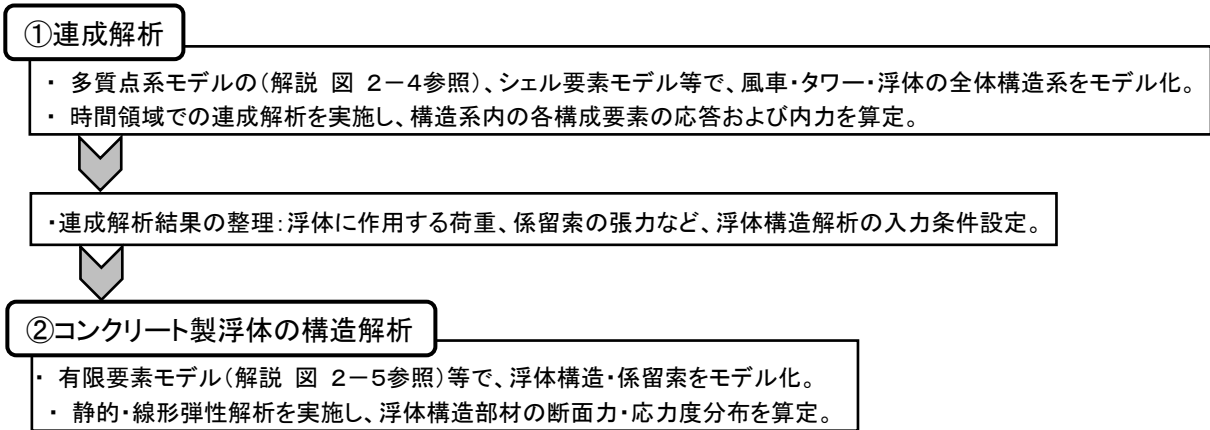 ①連成解析
・ 多質点系モデルの（解説 図 2－4参照）、シェル要素モデル等で、風車・タワー・浮体の全体構造系をモデル化。
・ 時間領域での連成解析を実施し、構造系内の各構成要素の応答および内力を算定。
・連成解析結果の整理：浮体に作用する荷重、係留索の張力など、浮体構造解析の入力条件設定。
②コンクリート製浮体の構造解析
・ 有限要素モデル（解説 図 2－5参照）等で、浮体構造・係留索をモデル化。
・ 静的・線形弾性解析を実施し、浮体構造部材の断面力・応力度分布を算定。